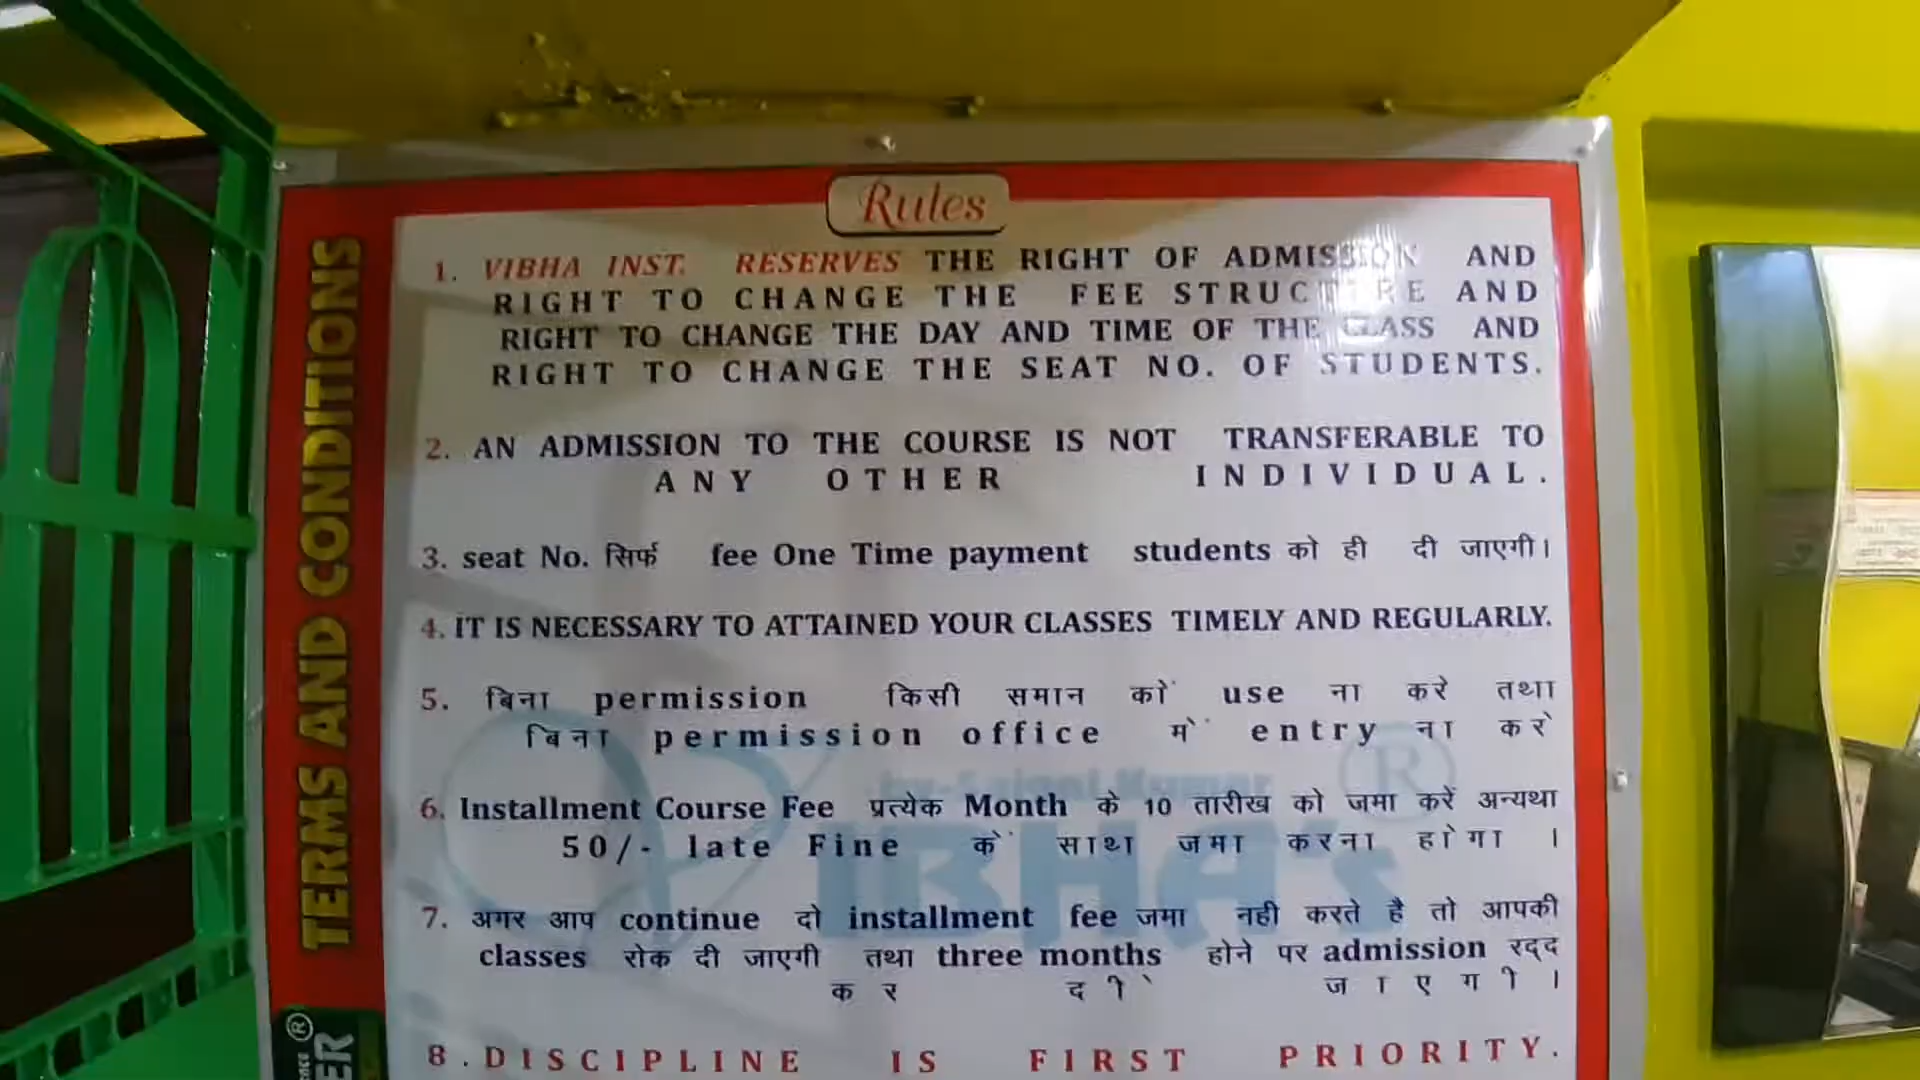 Rules
TERMS AND CONDITIONS
1. VIBHA INST. RESERVES THE RIGHT OF ADMISSION AND
RIGHT TO CHANGE THE FEE STRUCTURE AND
RIGHT TO CHANGE THE DAY AND TIME OF THE CLASS AND
RIGHT TO CHANGE THE SEAT NO. OF STUDENTS.
2. AN ADMISSION TO THE COURSE IS NOT TRANSFERABLE TO
ANY OTHER INDIVIDUAL.
3. seat No. सिर्फ fee One Time payment students को ही दी जाएगी।
4. IT IS NECESSARY TO ATTAINED YOUR CLASSES TIMELY AND REGULARLY.
5. बिना permission किसी समान को use ना करे तथा
बिना permission office में entry ना करे
6. Installment Course Fee प्रत्येक Month के 10 तारीख को जमा करें अन्यथा
50/- late Fine के साथ जमा करना होगा ।
7. अगर आप continue दो installment fee जमा नही करते है तो आपकी
classes रोक दी जाएगी तथा three months होने पर admission रद्द
कर दी जाएगी ।
8. DISCIPLINE IS FIRST PRIORITY.
VIBHA's ®